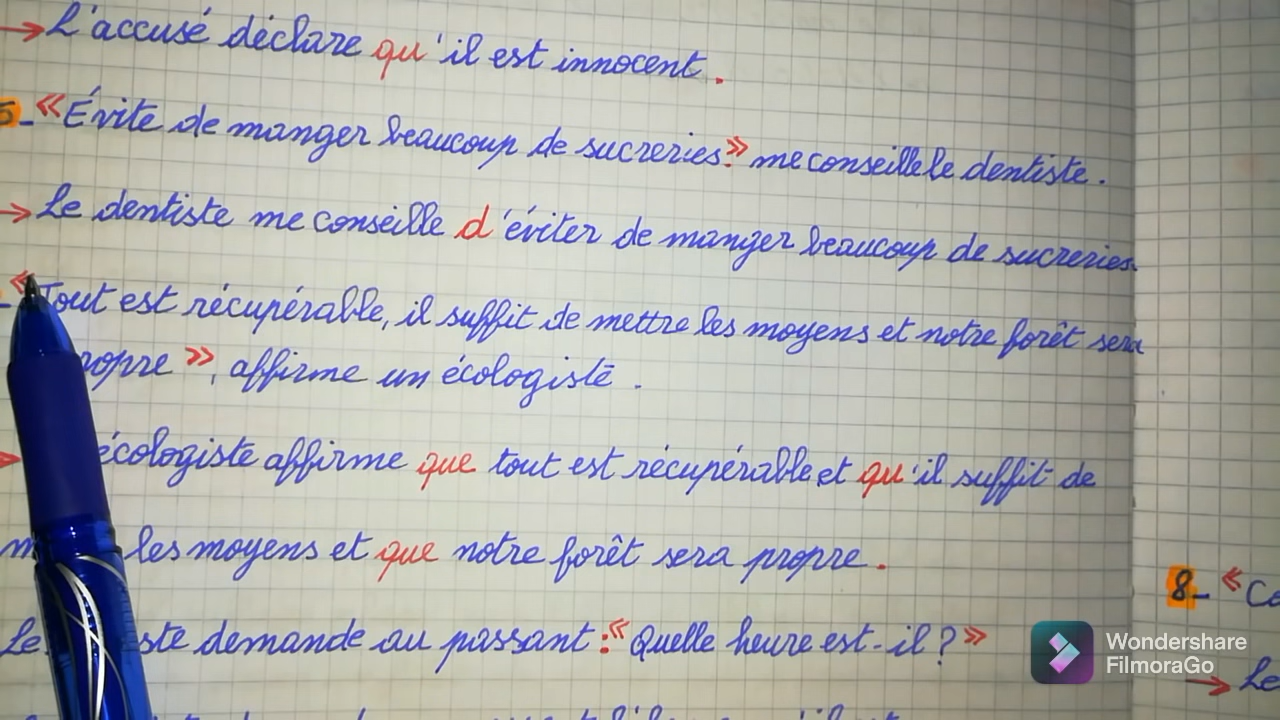 → L'accusé déclare qu'il est innocent.
5- «Évite de manger beaucoup de sucreries.» me conseille le dentiste.
→ Le dentiste me conseille d'éviter de manger beaucoup de sucreries.
«Tout est récupérable, il suffit de mettre les moyens et notre forêt sera
ropre», affirme un écologiste.
écologiste affirme que tout est récupérable et qu'il suffit de
les moyens et que notre forêt sera propre.
Le demande au passant : «Quelle heure est-il ?»
8- «
→ Le
Wondershare
FilmoraGo